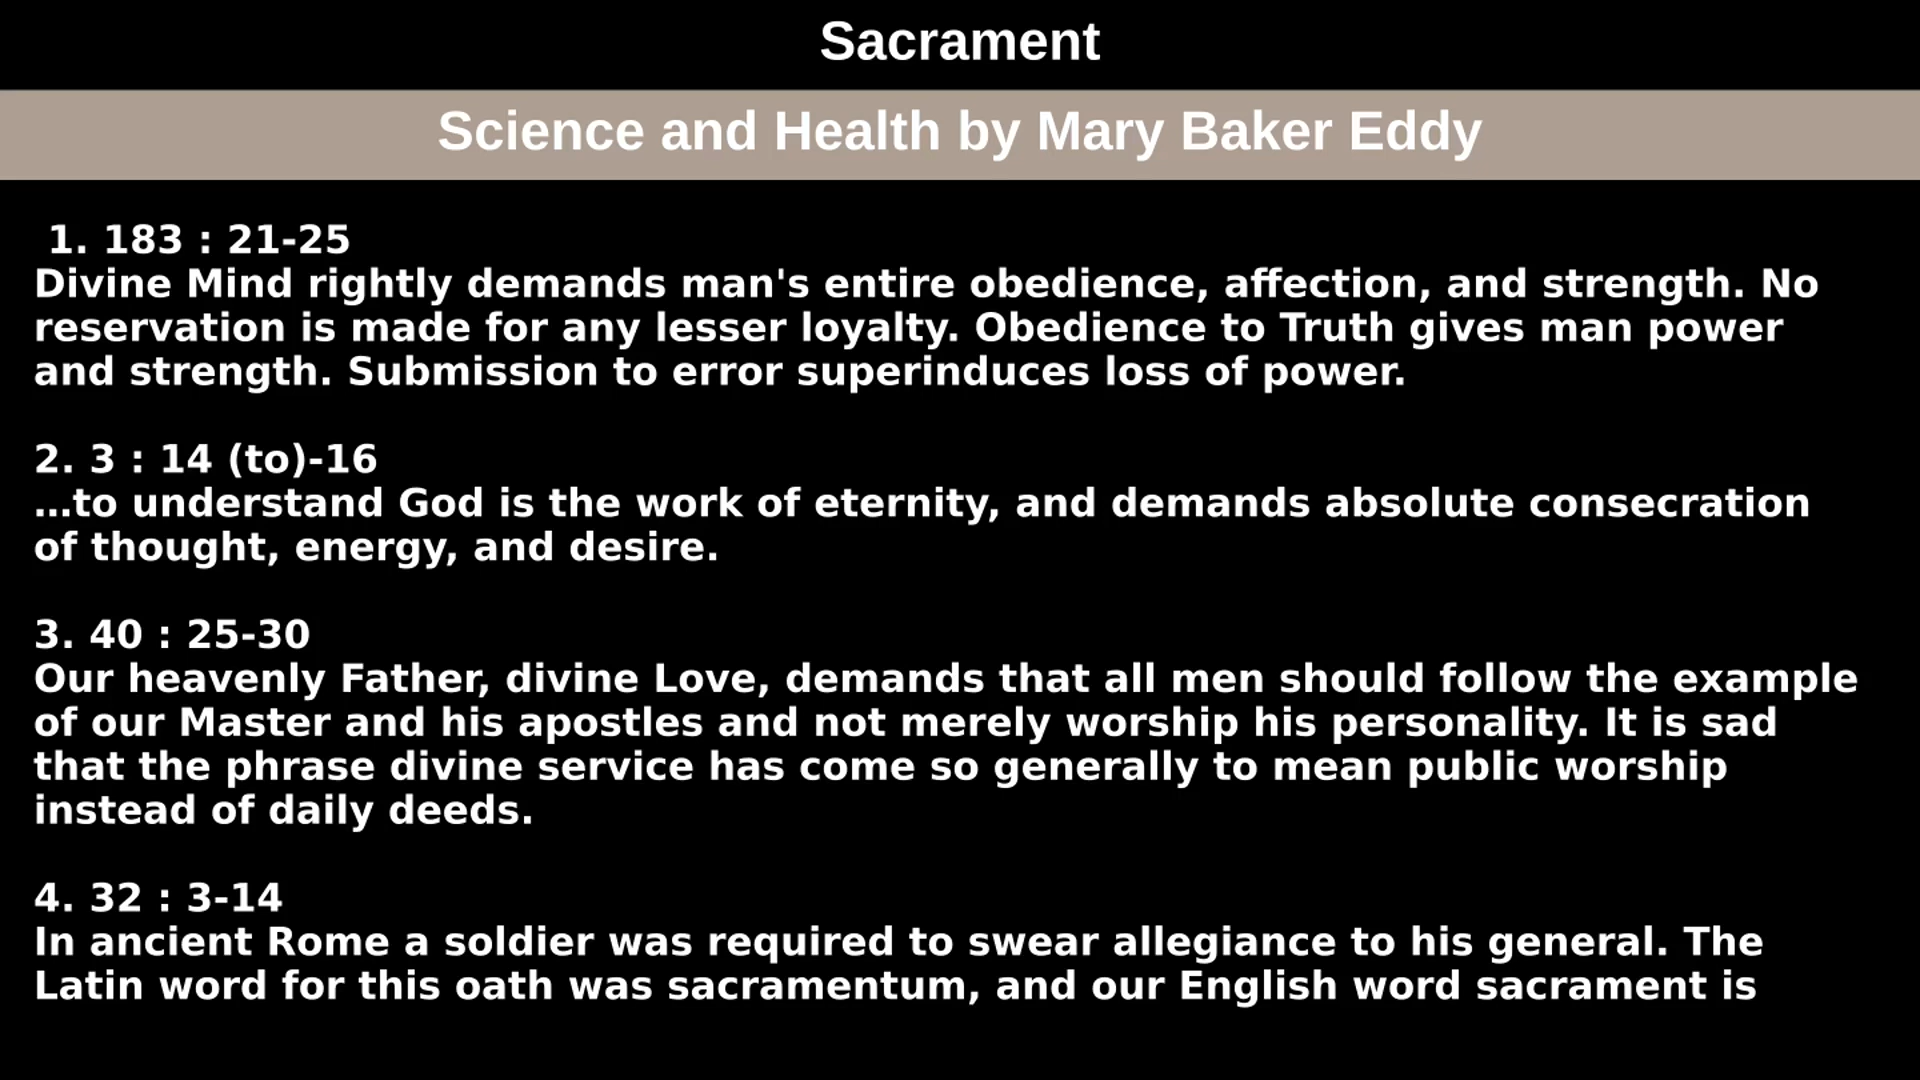 Sacrament
Science and Health by Mary Baker Eddy
1. 183 : 21-25
Divine Mind rightly demands man's entire obedience, affection, and strength. No
reservation is made for any lesser loyalty. Obedience to Truth gives man power
and strength. Submission to error superinduces loss of power.
2. 3 : 14 (to)-16
…to understand God is the work of eternity, and demands absolute consecration
of thought, energy, and desire.
3. 40 : 25-30
Our heavenly Father, divine Love, demands that all men should follow the example
of our Master and his apostles and not merely worship his personality. It is sad
that the phrase divine service has come so generally to mean public worship
instead of daily deeds.
4. 32 : 3-14
In ancient Rome a soldier was required to swear allegiance to his general. The
Latin word for this oath was sacramentum, and our English word sacrament is